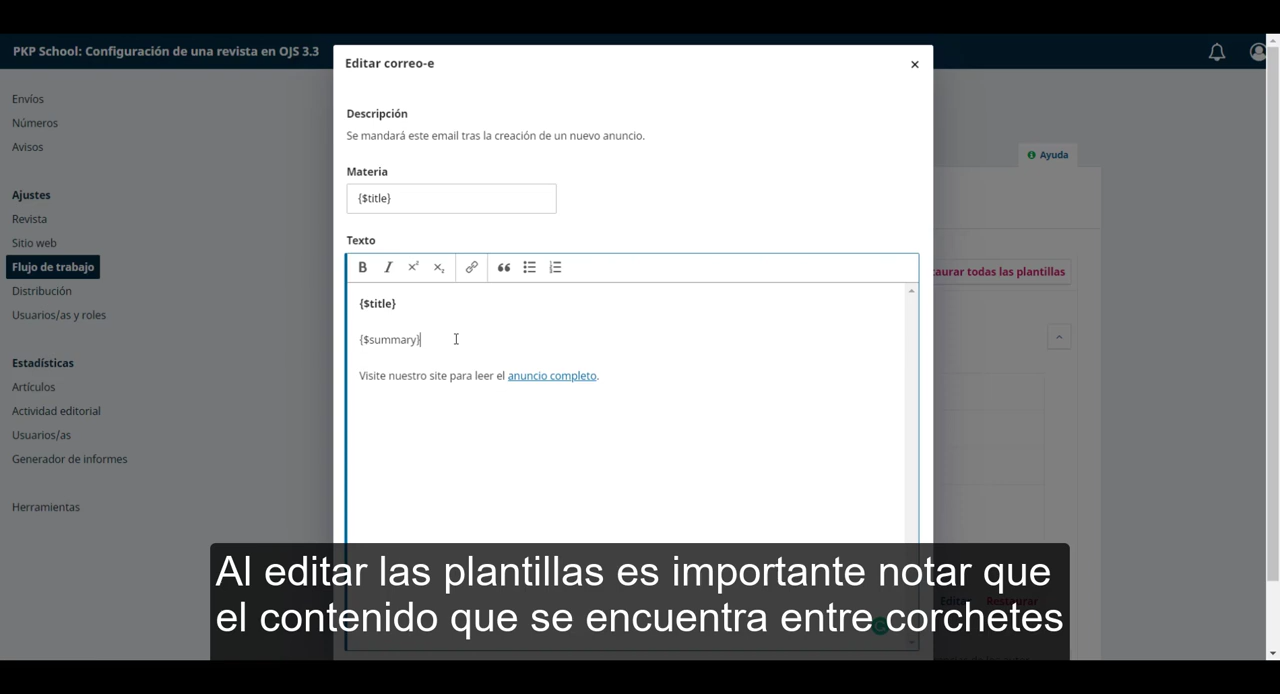 PKP School: Configuración de una revista en OJS 3.3
Envíos
Números
Avisos
Ajustes
Revista
Sitio web
Flujo de trabajo
Distribución
Usuarios/as y roles
Estadísticas
Artículos
Actividad editorial
Usuarios/as
Generador de informes
Herramientas
Editar correo-e
×
Descripción
Se mandará este email tras la creación de un nuevo anuncio.
Materia
{$title}
Texto
{$title}
{$summary}
Visite nuestro site para leer el anuncio completo.
Ayuda
taurar todas las plantillas
Editar Restaurar
Al editar las plantillas es importante notar que
el contenido que se encuentra entre corchetes